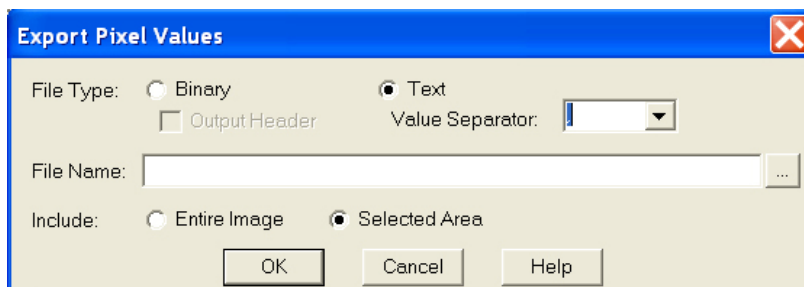 Export Pixel Values
File Type: Binary Text
Output Header Value Separator: ,
File Name: ...
Include: Entire Image Selected Area
OK Cancel Help